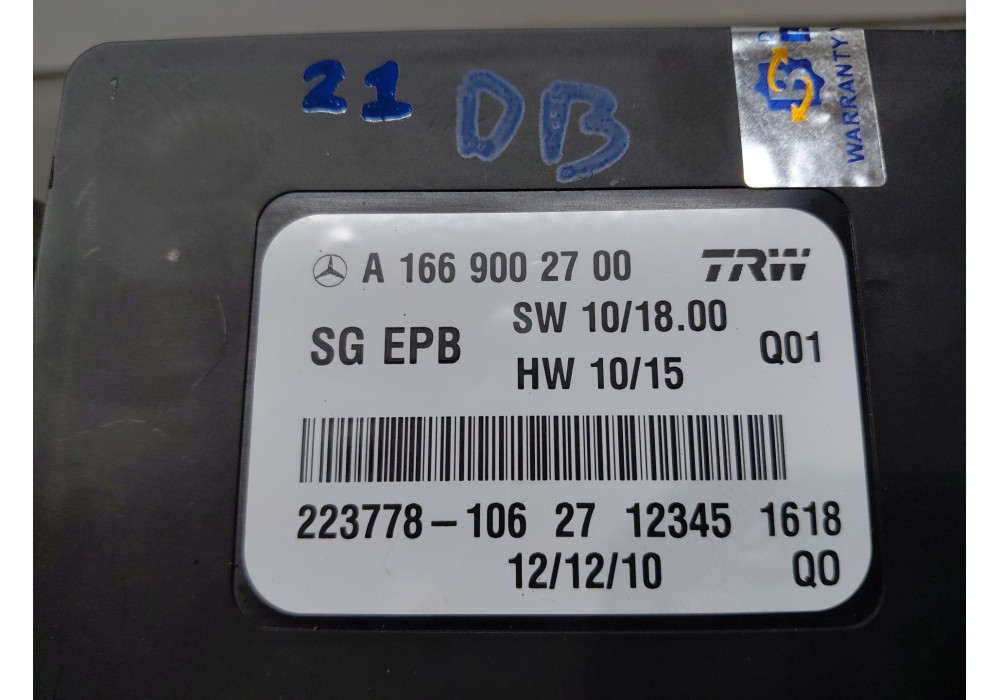 21 DB
WARRANTY
A 166 900 27 00 TRW
SG EPB SW 10/18.00 Q01
HW 10/15
223778-106 27 12345 1618
12/12/10 QO